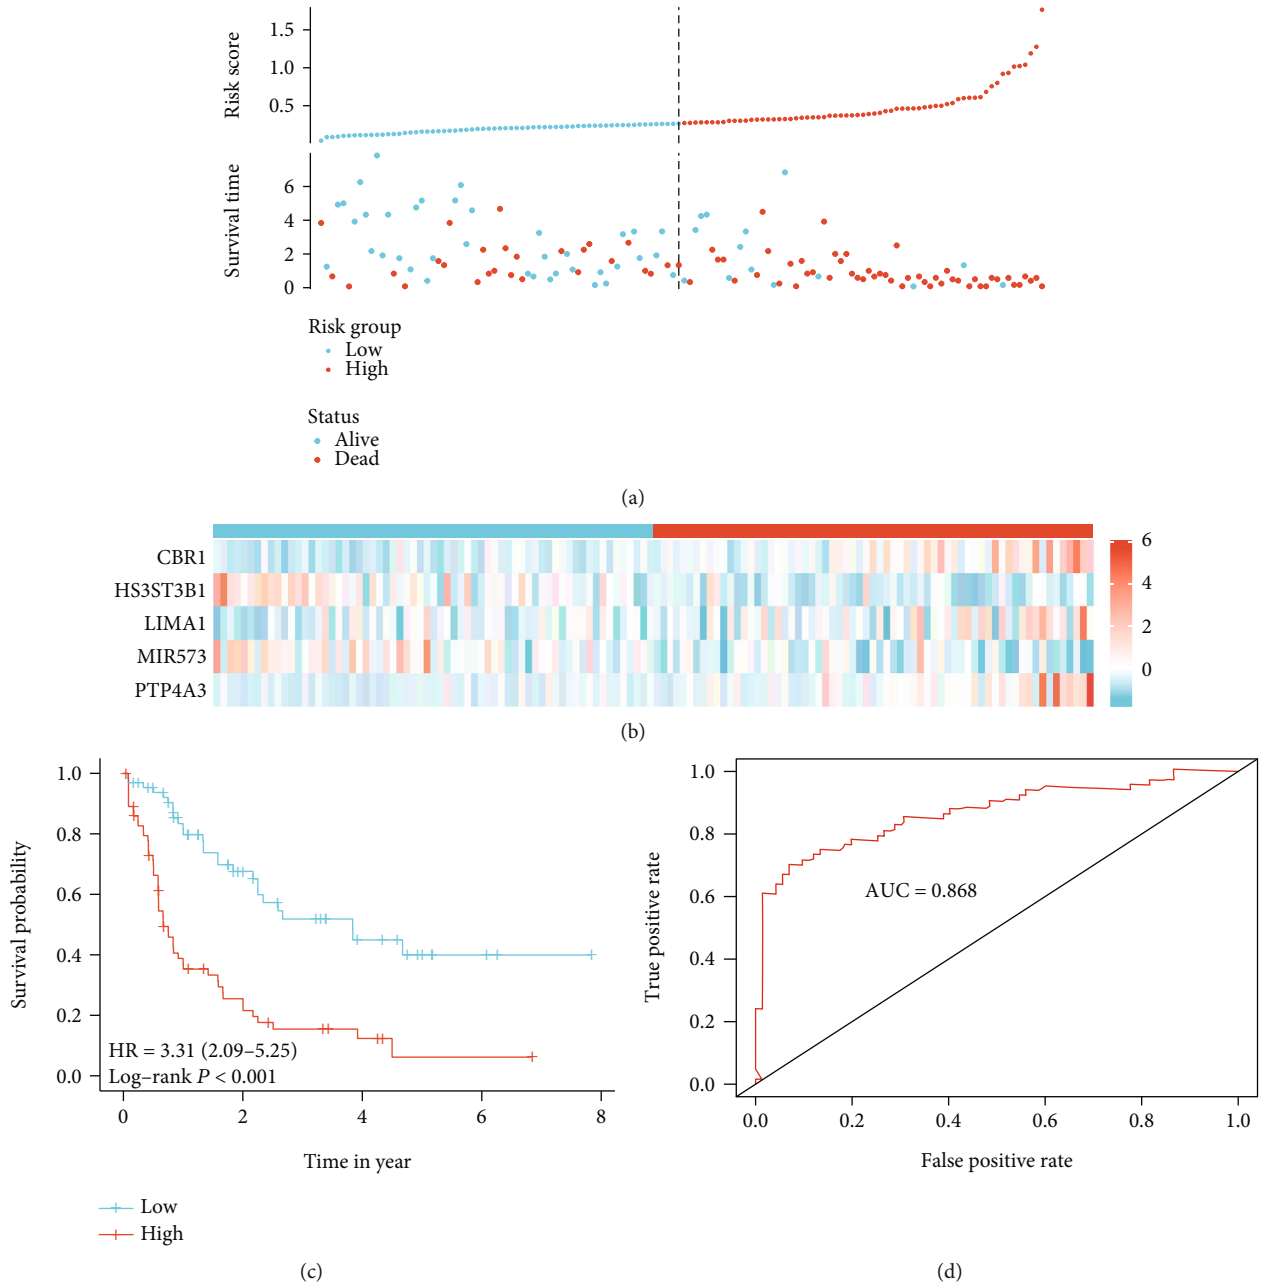 Risk score
1.5
1.0
0.5
Survival time
6
4
2
0
Risk group
Low
High
Status
Alive
Dead
(a)
CBR1
HS3ST3B1
LIMA1
MIR573
PTP4A3
6
4
2
0
(b)
Survival probability
1.0
0.8
0.6
0.4
0.2
0.0
HR = 3.31 (2.09–5.25)
Log–rank P < 0.001
0 2 4 6 8
Time in year
Low
High
(c)
True positive rate
1.0
0.8
0.6
0.4
0.2
0.0
AUC = 0.868
0.0 0.2 0.4 0.6 0.8 1.0
False positive rate
(d)